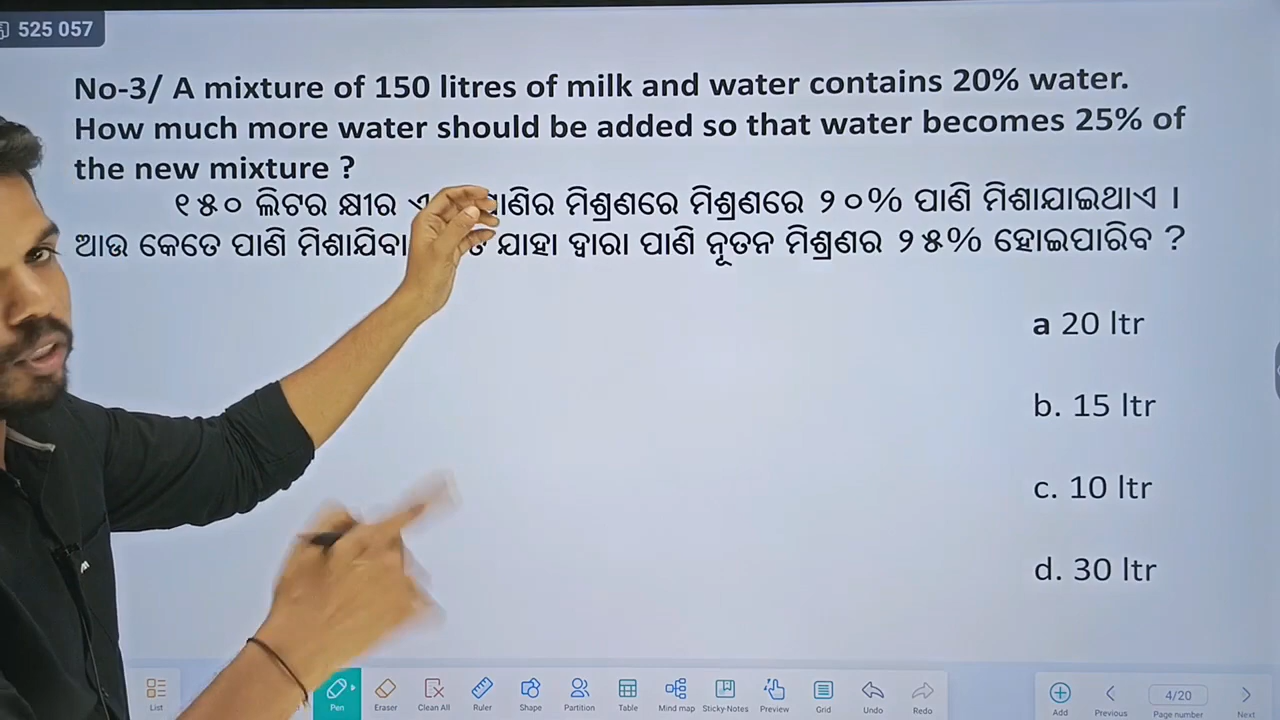 525 057
No-3/ A mixture of 150 litres of milk and water contains 20% water.
How much more water should be added so that water becomes 25% of
the new mixture ?
୧୫୦ ଲିଟର କ୍ଷୀର ମିଶ୍ରଣରେ ମିଶ୍ରଣରେ ୨୦% ପାଣି ମିଶାଯାଇଥାଏ ।
ଆଉ କେତେ ପାଣି ମିଶାଯିବା ଯାହା ଦ୍ୱାରା ପାଣି ନୂତନ ମିଶ୍ରଣର ୨୫% ହୋଇପାରିବ ?
a 20 ltr
b. 15 ltr
c. 10 ltr
d. 30 ltr
List Pen Eraser Clean All Ruler Shape Partition Table Mind map Sticky-Notes Preview Grid Undo Redo Add Previous 4/20 Page number Next